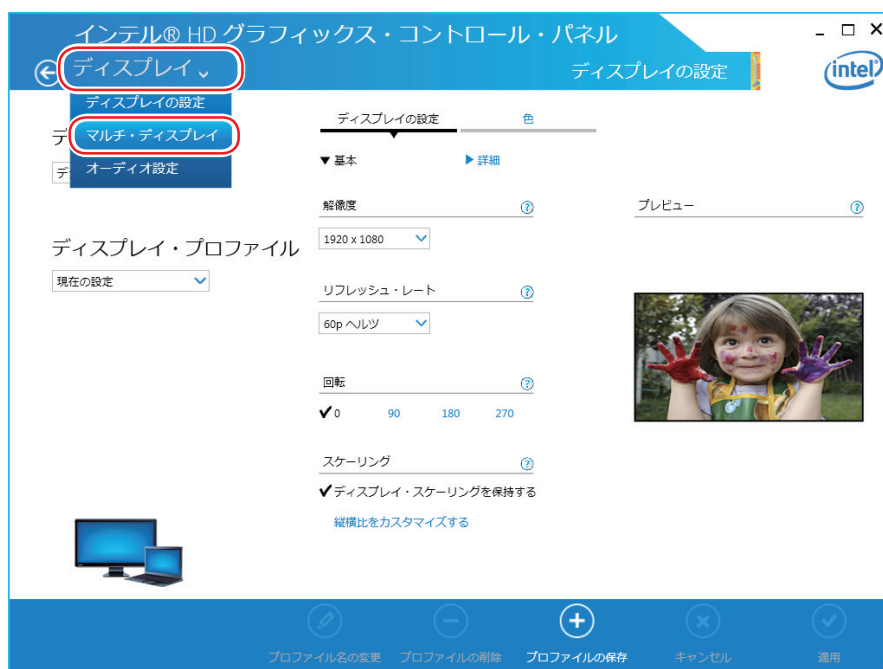 インテル® HD グラフィックス・コントロール・パネル
ディスプレイ
ディスプレイの設定
intel
ディスプレイの設定
マルチ・ディスプレイ
オーディオ設定
デ
デ
ディスプレイ・プロファイル
現在の設定
ディスプレイの設定 色
▼ 基本 ▶ 詳細
解像度 ?
1920 x 1080
リフレッシュ・レート ?
60p ヘルツ
回転 ?
✔ 0 90 180 270
スケーリング ?
✔ ディスプレイ・スケーリングを保持する
縦横比をカスタマイズする
プレビュー ?
プロファイル名の変更 プロファイルの削除 プロファイルの保存 キャンセル 適用